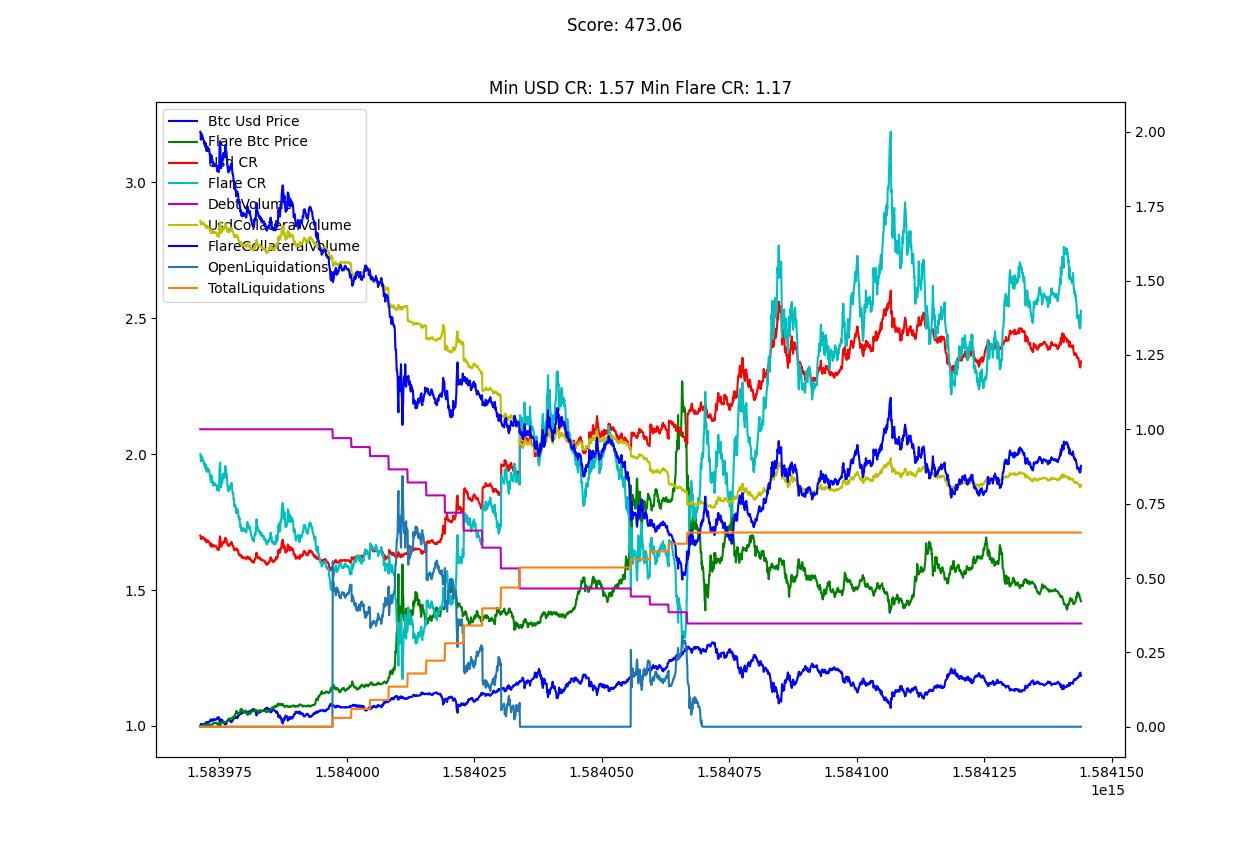 Score: 473.06
Min USD CR: 1.57 Min Flare CR: 1.17
Btc Usd Price
Flare Btc Price
Usd CR
Flare CR
DebtVolume
UsdCollateralVolume
FlareCollateralVolume
OpenLiquidations
TotalLiquidations
3.0
2.5
2.0
1.5
1.0
2.00
1.75
1.50
1.25
1.00
0.75
0.50
0.25
0.00
1.583975 1.584000 1.584025 1.584050 1.584075 1.584100 1.584125 1.584150
1e15